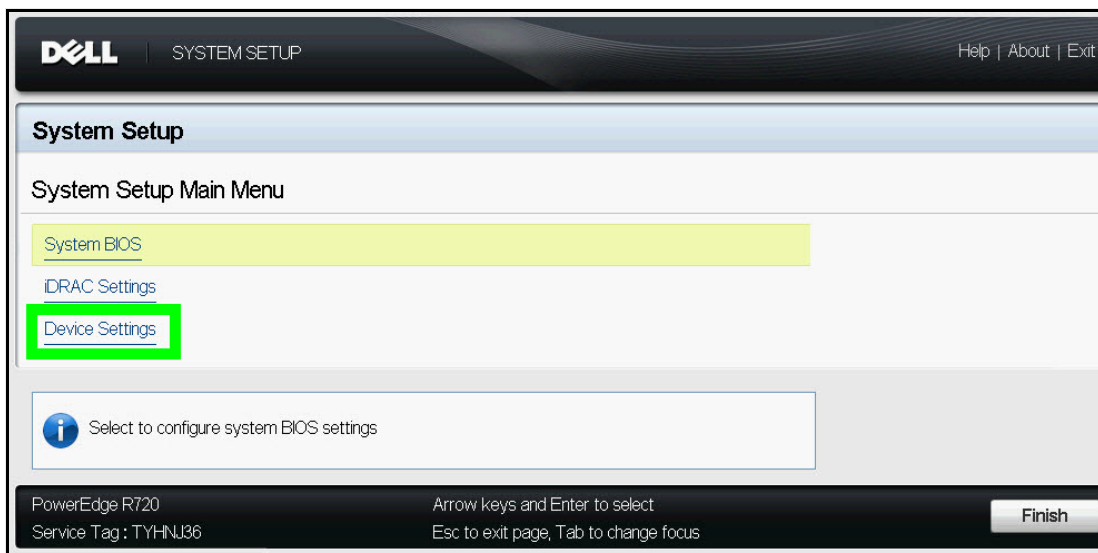 DELL SYSTEM SETUP Help | About | Exit
System Setup
System Setup Main Menu
System BIOS
iDRAC Settings
Device Settings
Select to configure system BIOS settings
PowerEdge R720 Arrow keys and Enter to select
Service Tag : TYHNJ36 Esc to exit page, Tab to change focus
Finish